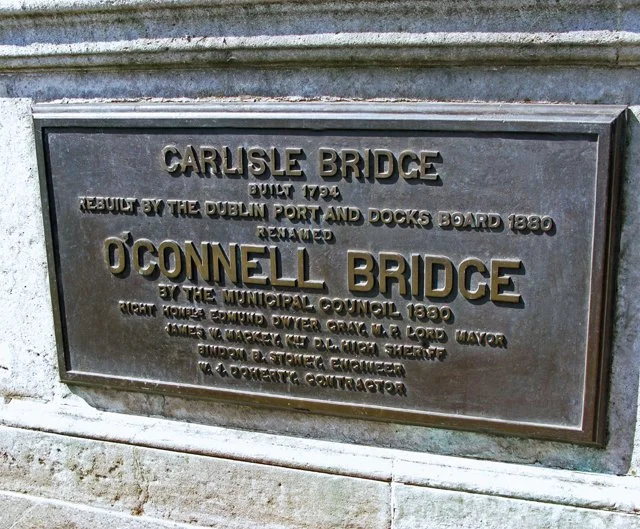 CARLISLE BRIDGE
BUILT 1794
REBUILT BY THE DUBLIN PORT AND DOCKS BOARD 1880
RENAMED
O'CONNELL BRIDGE
BY THE MUNICIPAL COUNCIL 1880
RIGHT HONBLE EDMUND DWYER GRAY, M.P. LORD MAYOR
JAMES W. MACKEY, KNT D.L. HIGH SHERIFF
BINDON B. STONEY, ENGINEER
W. J. DOHERTY, CONTRACTOR